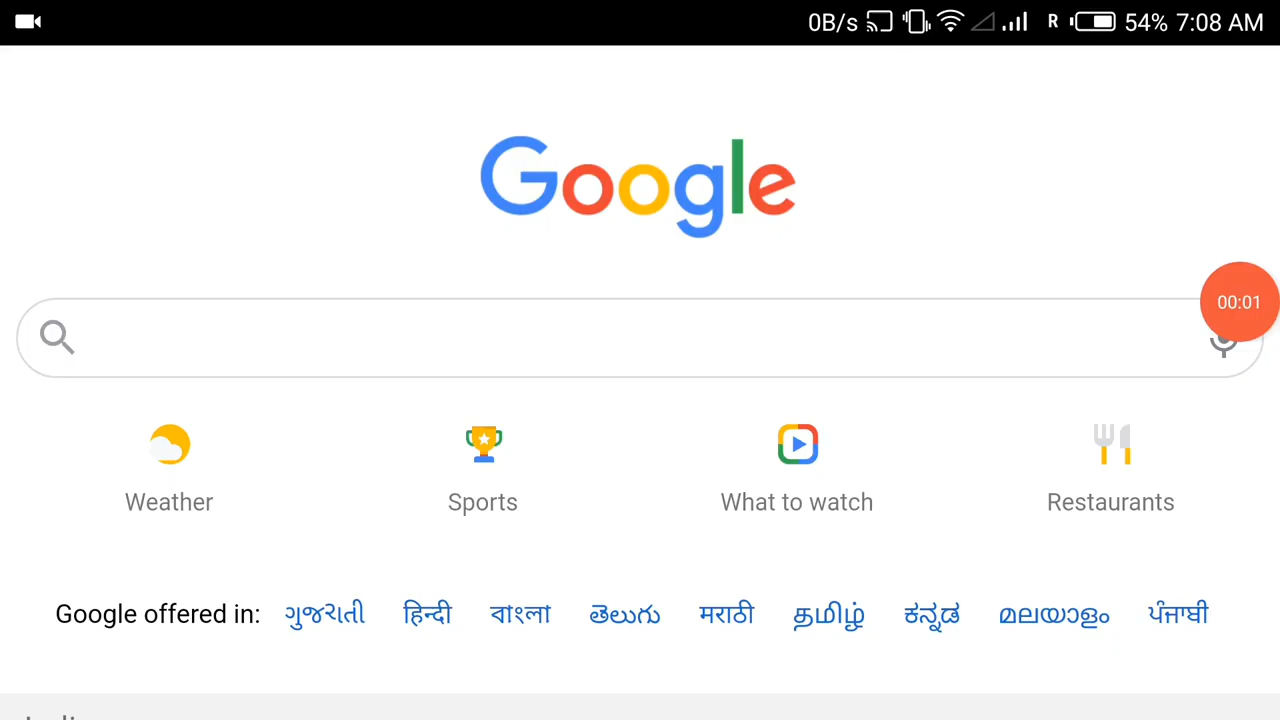 0B/s R 54% 7:08 AM
Google
00:01
Weather Sports What to watch Restaurants
Google offered in: ગુજરાતી हिन्दी বাংলা తెలుగు मराठी தமிழ் ಕನ್ನಡ മലയാളം ਪੰਜਾਬੀ